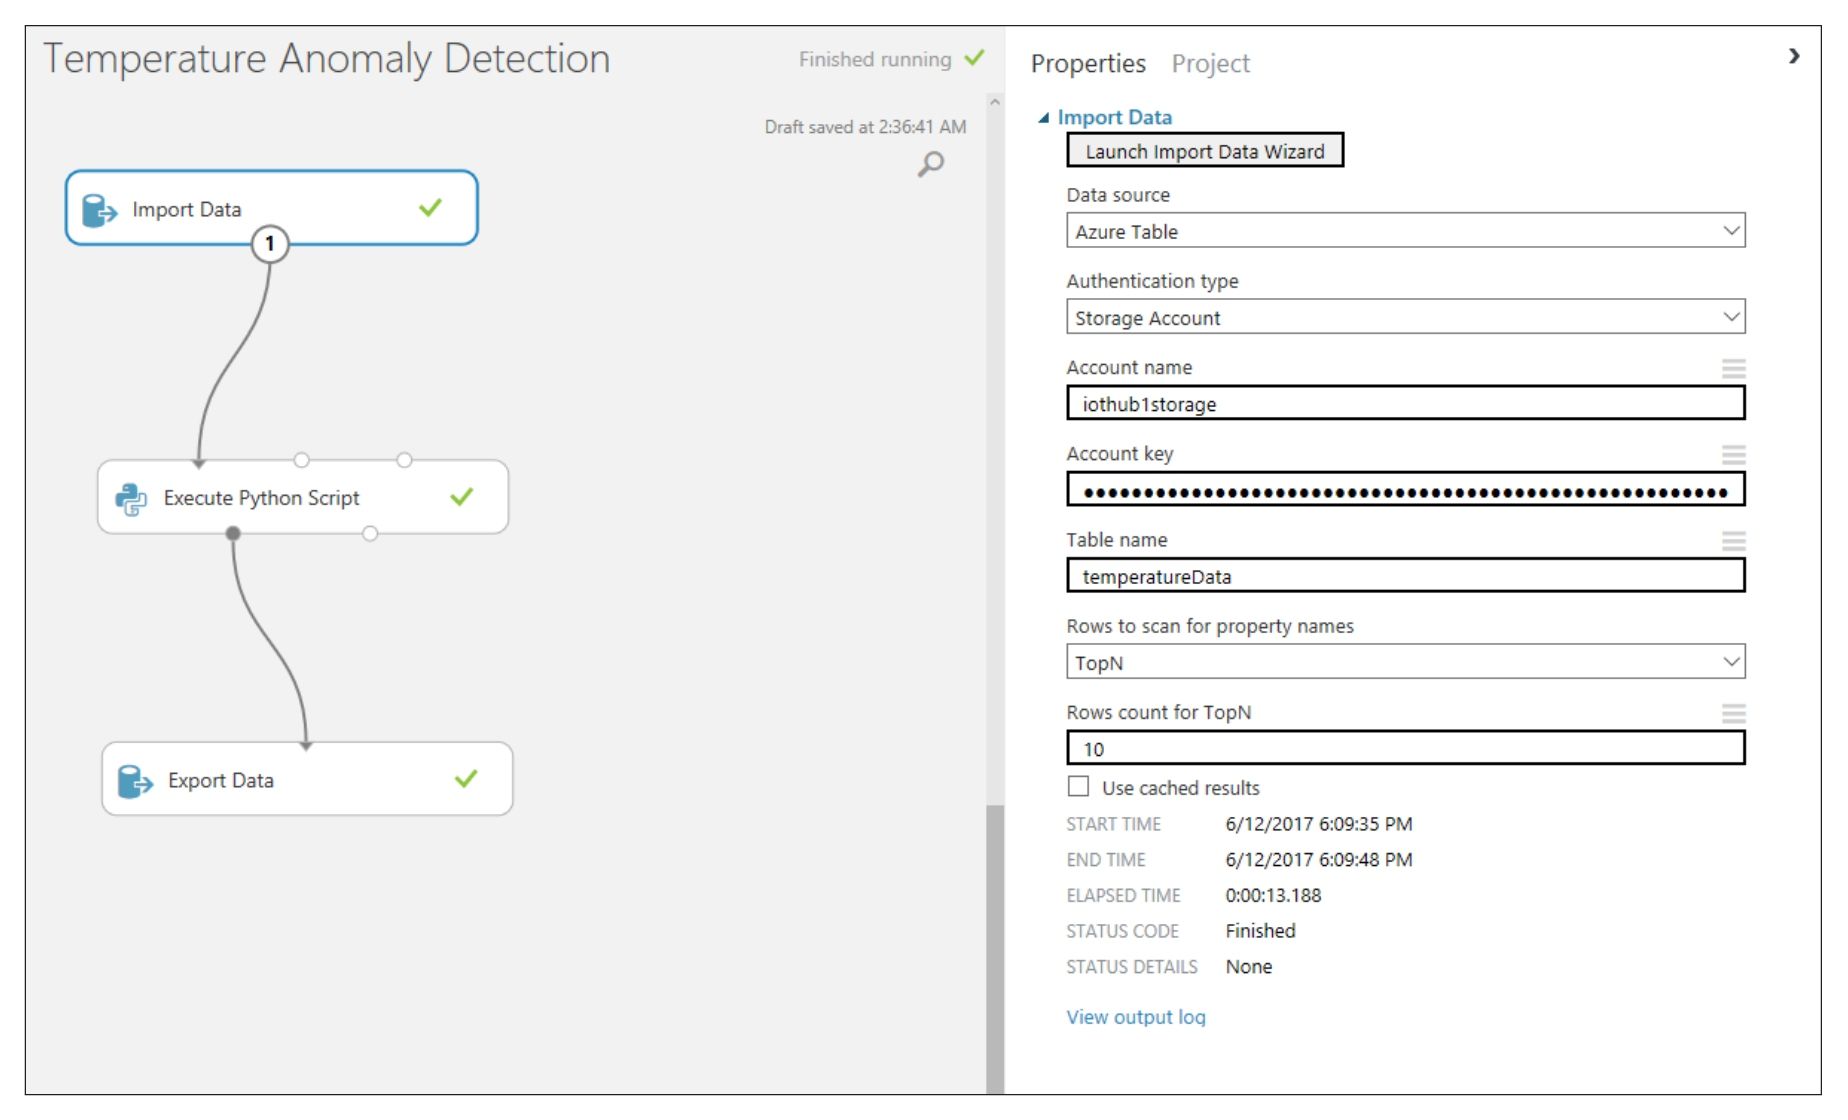 Temperature Anomaly Detection
Finished running
Draft saved at 2:36:41 AM
Import Data
1
Execute Python Script
Export Data
Properties Project
Import Data
Launch Import Data Wizard
Data source
Azure Table
Authentication type
Storage Account
Account name
iothub1storage
Account key
Table name
temperatureData
Rows to scan for property names
TopN
Rows count for TopN
10
Use cached results
START TIME 6/12/2017 6:09:35 PM
END TIME 6/12/2017 6:09:48 PM
ELAPSED TIME 0:00:13.188
STATUS CODE Finished
STATUS DETAILS None
View output log